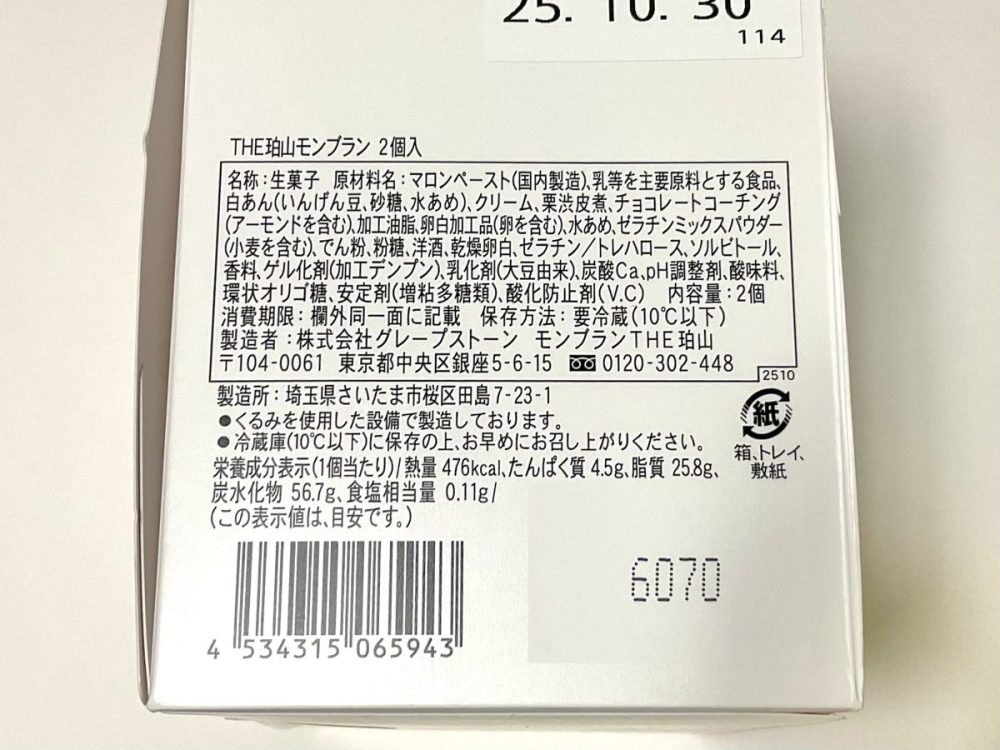 25. 10. 30
114
THE珀山モンブラン 2個入
名称：生菓子　原材料名：マロンペースト(国内製造)、乳等を主要原料とする食品、
白あん(いんげん豆、砂糖、水あめ)、クリーム、栗渋皮煮、チョコレートコーチング
(アーモンドを含む)、加工油脂、卵白加工品(卵を含む)、水あめ、ゼラチンミックスパウダー
(小麦を含む)、でん粉、粉糖、洋酒、乾燥卵白、ゼラチン／トレハロース、ソルビトール、
香料、ゲル化剤(加工デンプン)、乳化剤(大豆由来)、炭酸Ca、pH調整剤、酸味料、
環状オリゴ糖、安定剤(増粘多糖類)、酸化防止剤(V.C)　内容量：2個
消費期限：欄外同一面に記載　保存方法：要冷蔵(10℃以下)
製造者：株式会社グレープストーン　モンブランTHE珀山
〒104-0061　東京都中央区銀座5-6-15　0120-302-448
2510
製造所：埼玉県さいたま市桜区田島7-23-1
●くるみを使用した設備で製造しております。
●冷蔵庫(10℃以下)に保存の上、お早めにお召し上がりください。
紙
箱、トレイ、
敷紙
栄養成分表示(1個当たり)/熱量 476kcal、たんぱく質 4.5g、脂質 25.8g、
炭水化物 56.7g、食塩相当量 0.11g/
(この表示値は、目安です。)
6070
4 534315 065943